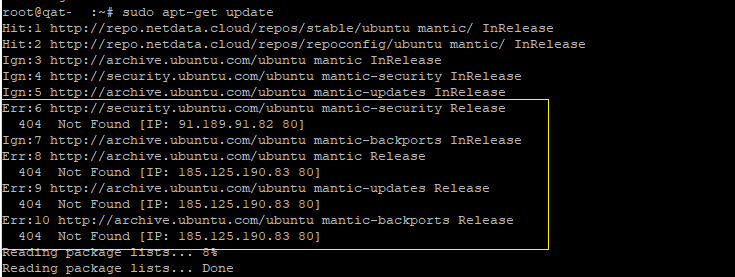 root@qat- :~# sudo apt-get update
Hit:1 http://repo.netdata.cloud/repos/stable/ubuntu mantic/ InRelease
Hit:2 http://repo.netdata.cloud/repos/repoconfig/ubuntu mantic/ InRelease
Ign:3 http://archive.ubuntu.com/ubuntu mantic InRelease
Ign:4 http://security.ubuntu.com/ubuntu mantic-security InRelease
Ign:5 http://archive.ubuntu.com/ubuntu mantic-updates InRelease
Err:6 http://security.ubuntu.com/ubuntu mantic-security Release
404 Not Found [IP: 91.189.91.82 80]
Ign:7 http://archive.ubuntu.com/ubuntu mantic-backports InRelease
Err:8 http://archive.ubuntu.com/ubuntu mantic Release
404 Not Found [IP: 185.125.190.83 80]
Err:9 http://archive.ubuntu.com/ubuntu mantic-updates Release
404 Not Found [IP: 185.125.190.83 80]
Err:10 http://archive.ubuntu.com/ubuntu mantic-backports Release
404 Not Found [IP: 185.125.190.83 80]
Reading package lists... 8%
Reading package lists... Done